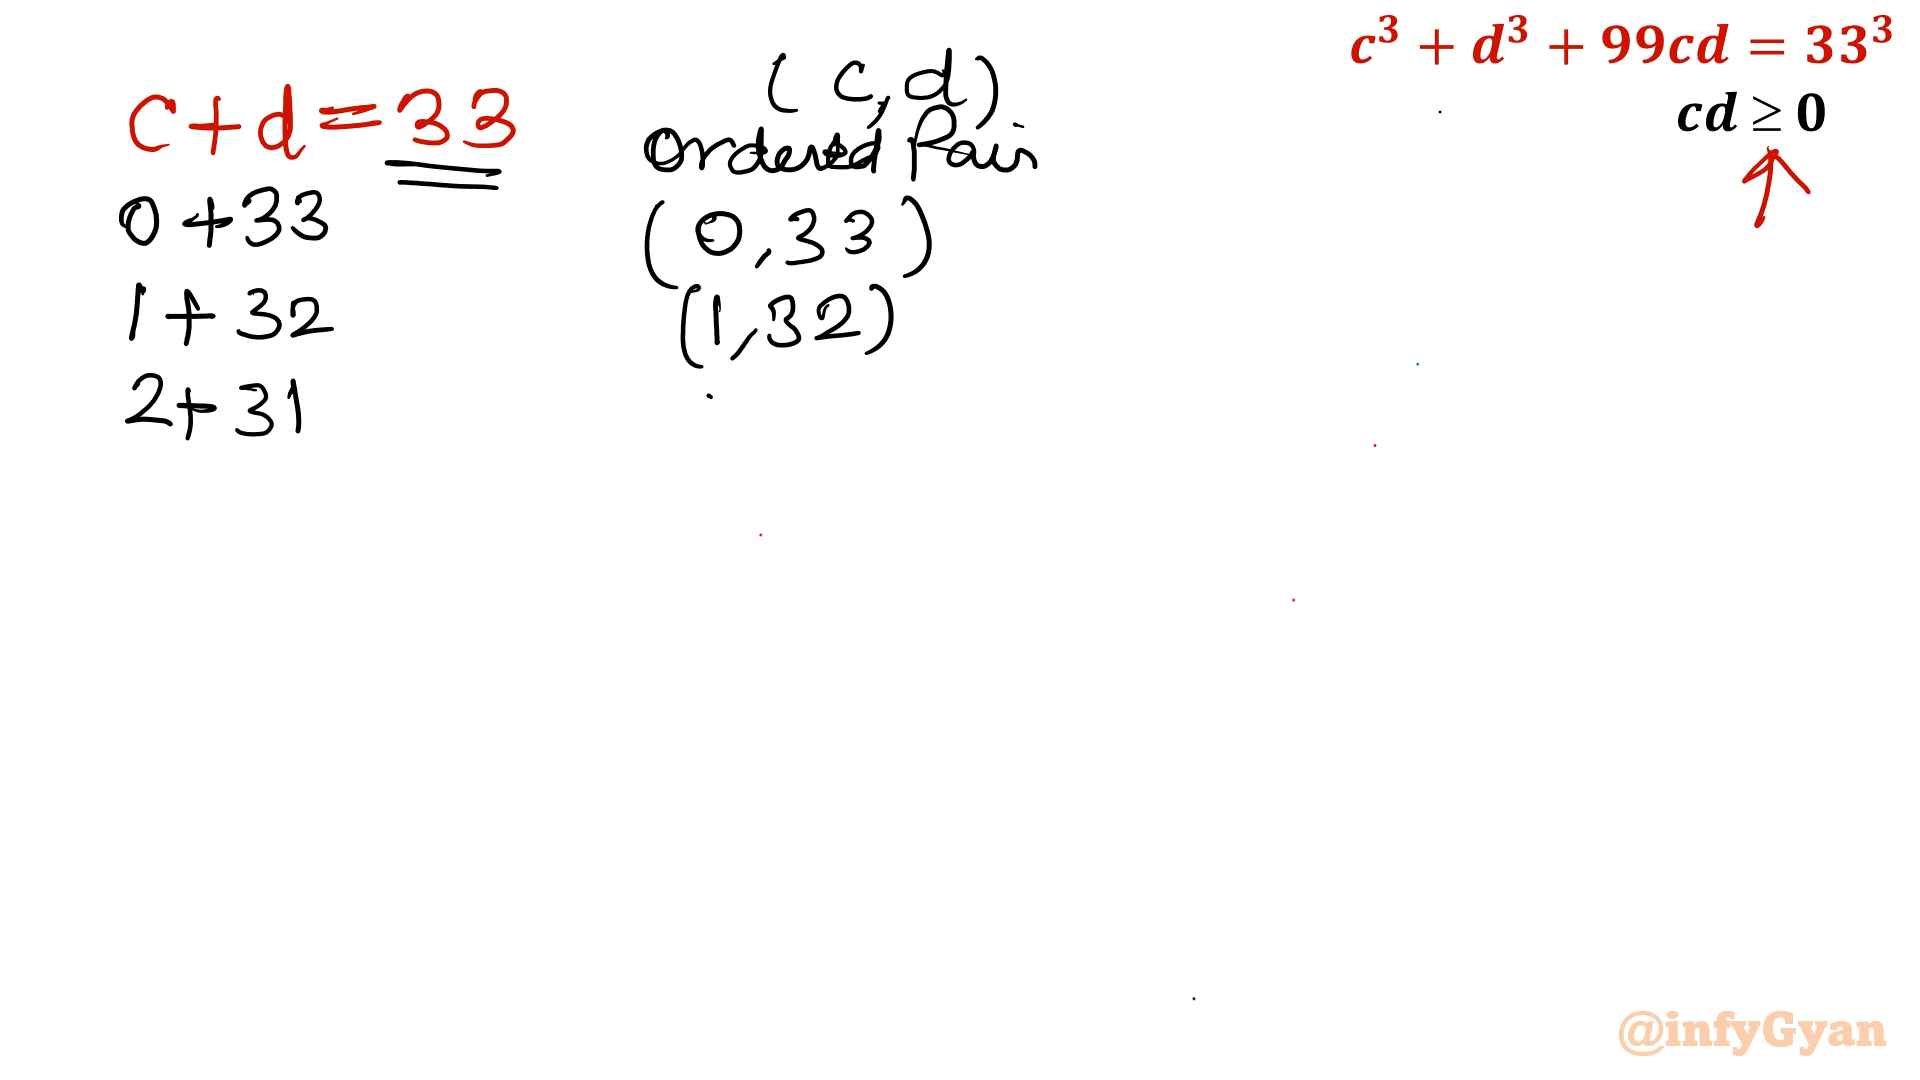 c³ + d³ + 99cd = 33³
cd ≥ 0
c+d=33
0+33
1+32
2+31
(c,d)
Ordered Pair
(0,33)
(1,32)
@infyGyan